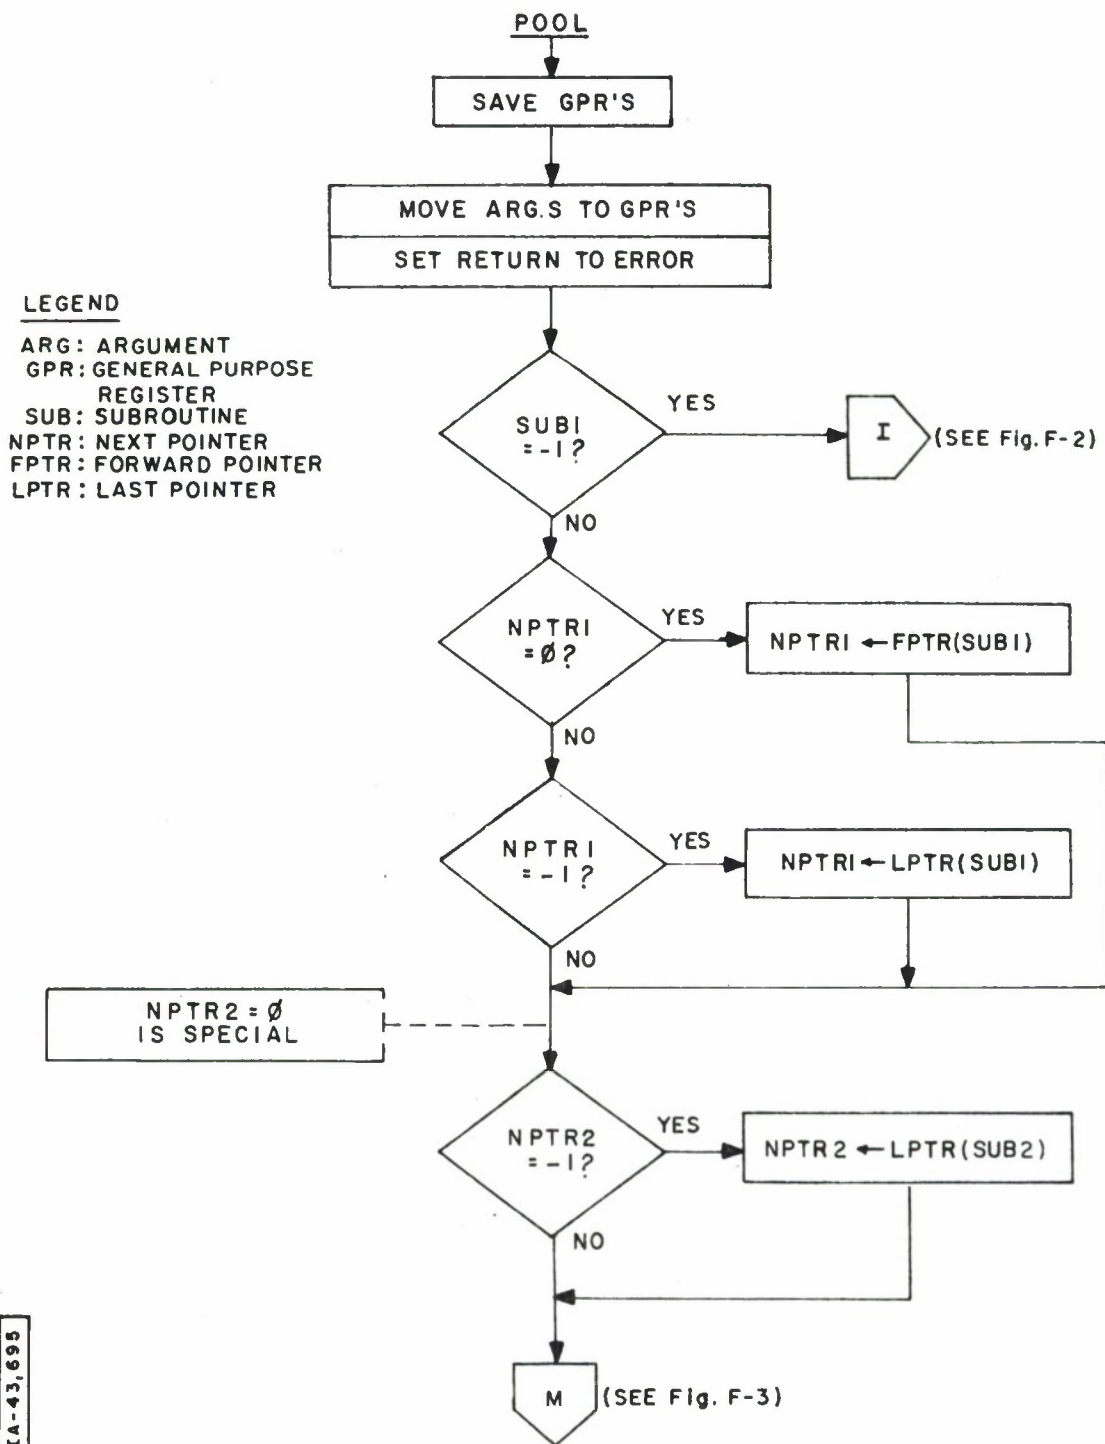 POOL
SAVE GPR'S
MOVE ARG.S TO GPR'S
SET RETURN TO ERROR
LEGEND
ARG: ARGUMENT
GPR: GENERAL PURPOSE
REGISTER
SUB: SUBROUTINE
NPTR: NEXT POINTER
FPTR: FORWARD POINTER
LPTR: LAST POINTER
SUB1
=-1?
YES
I
(SEE Fig. F-2)
NO
NPTR1
=Ø?
YES
NPTR1 ← FPTR(SUB1)
NO
NPTR1
=-1?
YES
NPTR1 ← LPTR(SUB1)
NO
NPTR2=Ø
IS SPECIAL
NPTR2
=-1?
YES
NPTR2 ← LPTR(SUB2)
NO
M
(SEE Fig. F-3)
IA-43,695